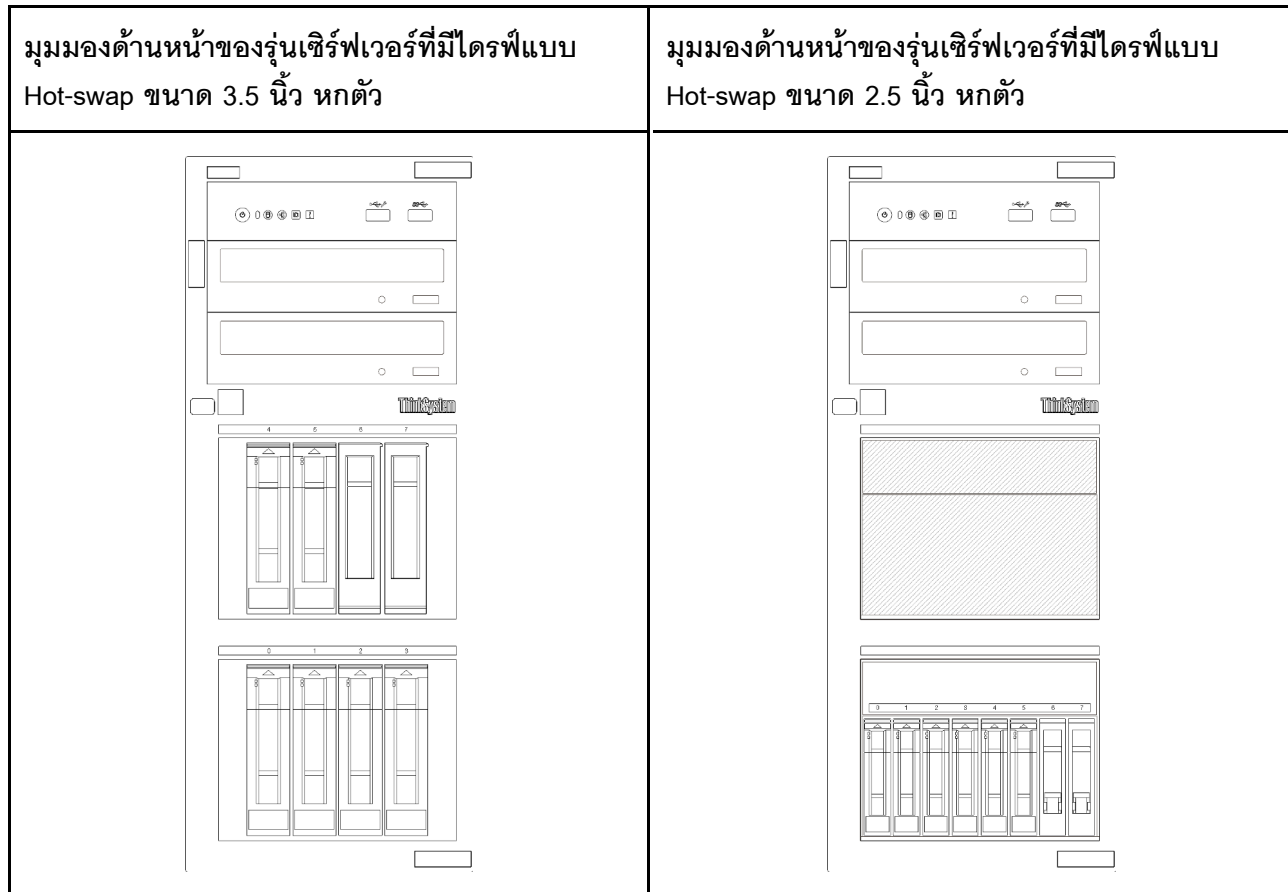 มุมมองด้านหน้าของรุ่นเซิร์ฟเวอร์ที่มีไดรฟ์แบบ
Hot-swap ขนาด 3.5 นิ้ว หกตัว
มุมมองด้านหน้าของรุ่นเซิร์ฟเวอร์ที่มีไดรฟ์แบบ
Hot-swap ขนาด 2.5 นิ้ว หกตัว
ThinkSystem
4 5 6 7
0 1 2 3
ThinkSystem
0 1 2 3 4 5 6 7